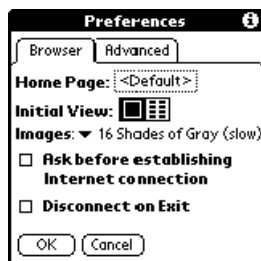 Preferences
Browser Advanced
Home Page: <Default>
Initial View:
Images: 16 Shades of Gray (slow)
Ask before establishing
Internet connection
Disconnect on Exit
OK Cancel